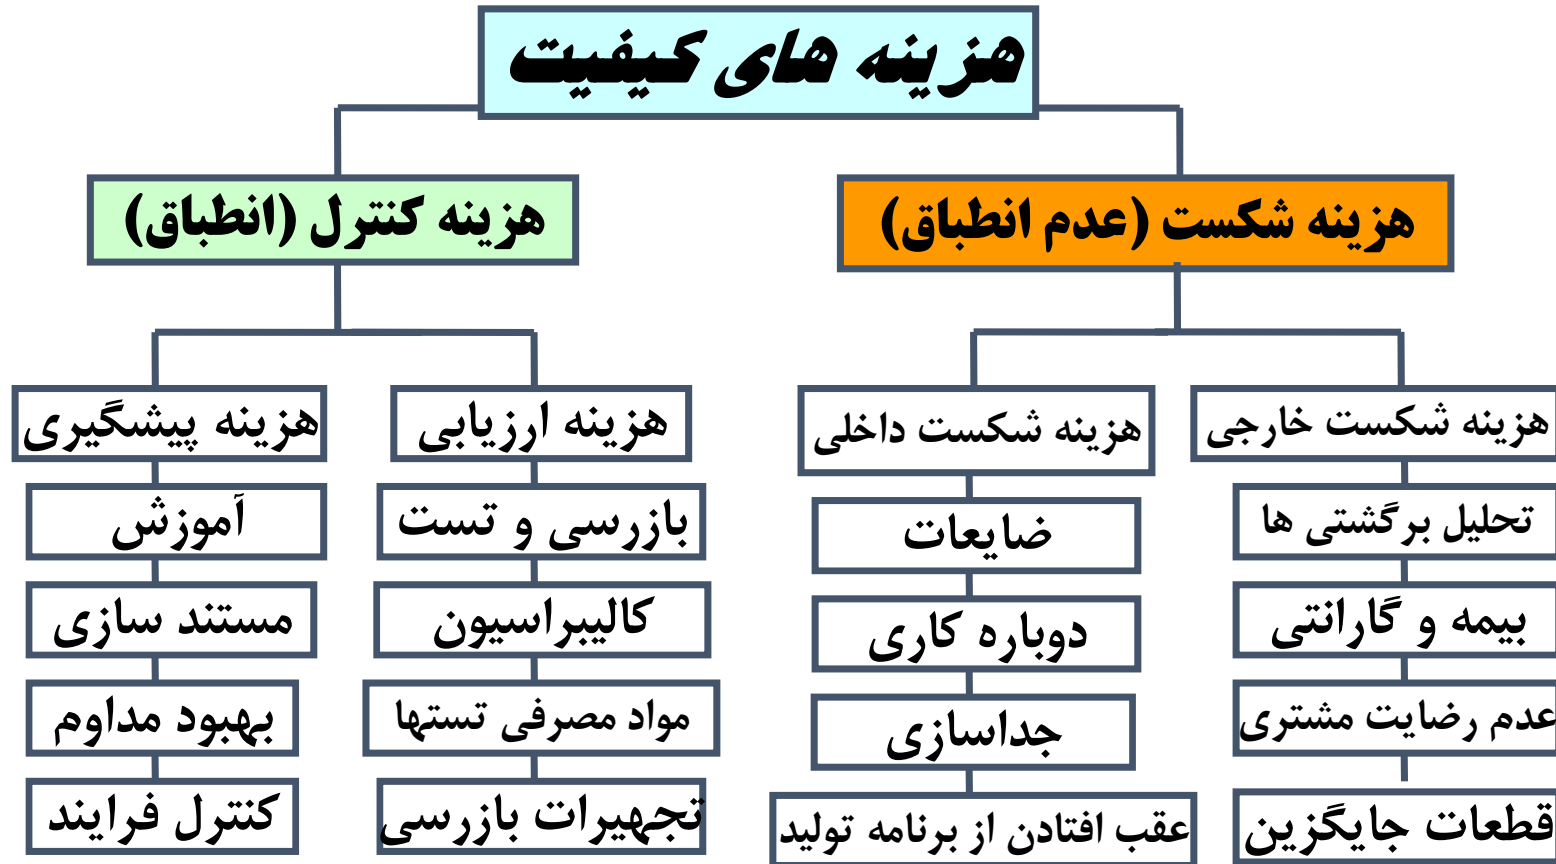 هزینه های کیفیت
هزینه شکست (عدم انطباق)
هزینه کنترل (انطباق)
هزینه شکست خارجی
هزینه شکست داخلی
هزینه ارزیابی
هزینه پیشگیری
تحلیل برگشتی ها
ضایعات
بازرسی و تست
آموزش
بیمه و گارانتی
دوباره کاری
کالیبراسیون
مستند سازی
عدم رضایت مشتری
جداسازی
مواد مصرفی تستها
بهبود مداوم
قطعات جایگزین
عقب افتادن از برنامه تولید
تجهیرات بازرسی
کنترل فرایند